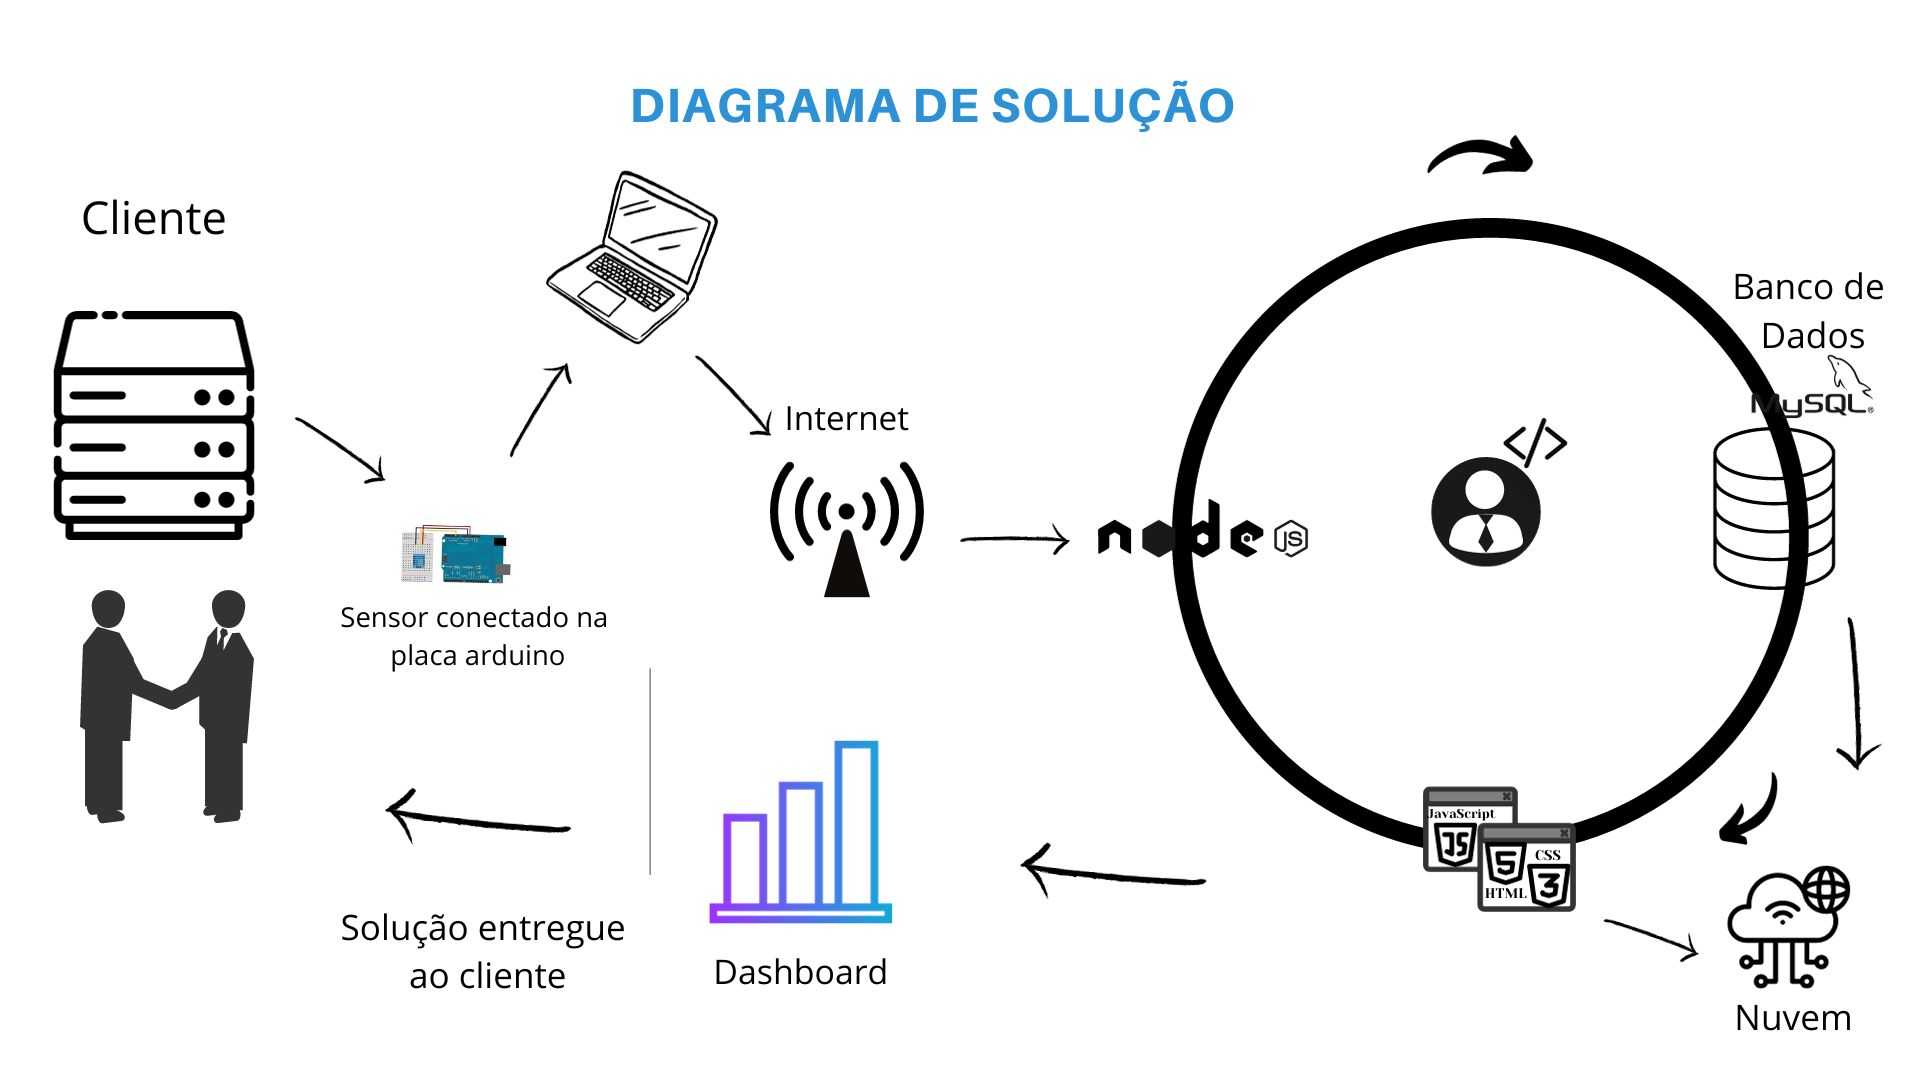 DIAGRAMA DE SOLUÇÃO
Cliente
Banco de
Dados
MySQL®
Internet
</>
node
JS
Sensor conectado na
placa arduino
JavaScript
JS
5
CSS
HTML
3
Solução entregue
ao cliente
Dashboard
Nuvem